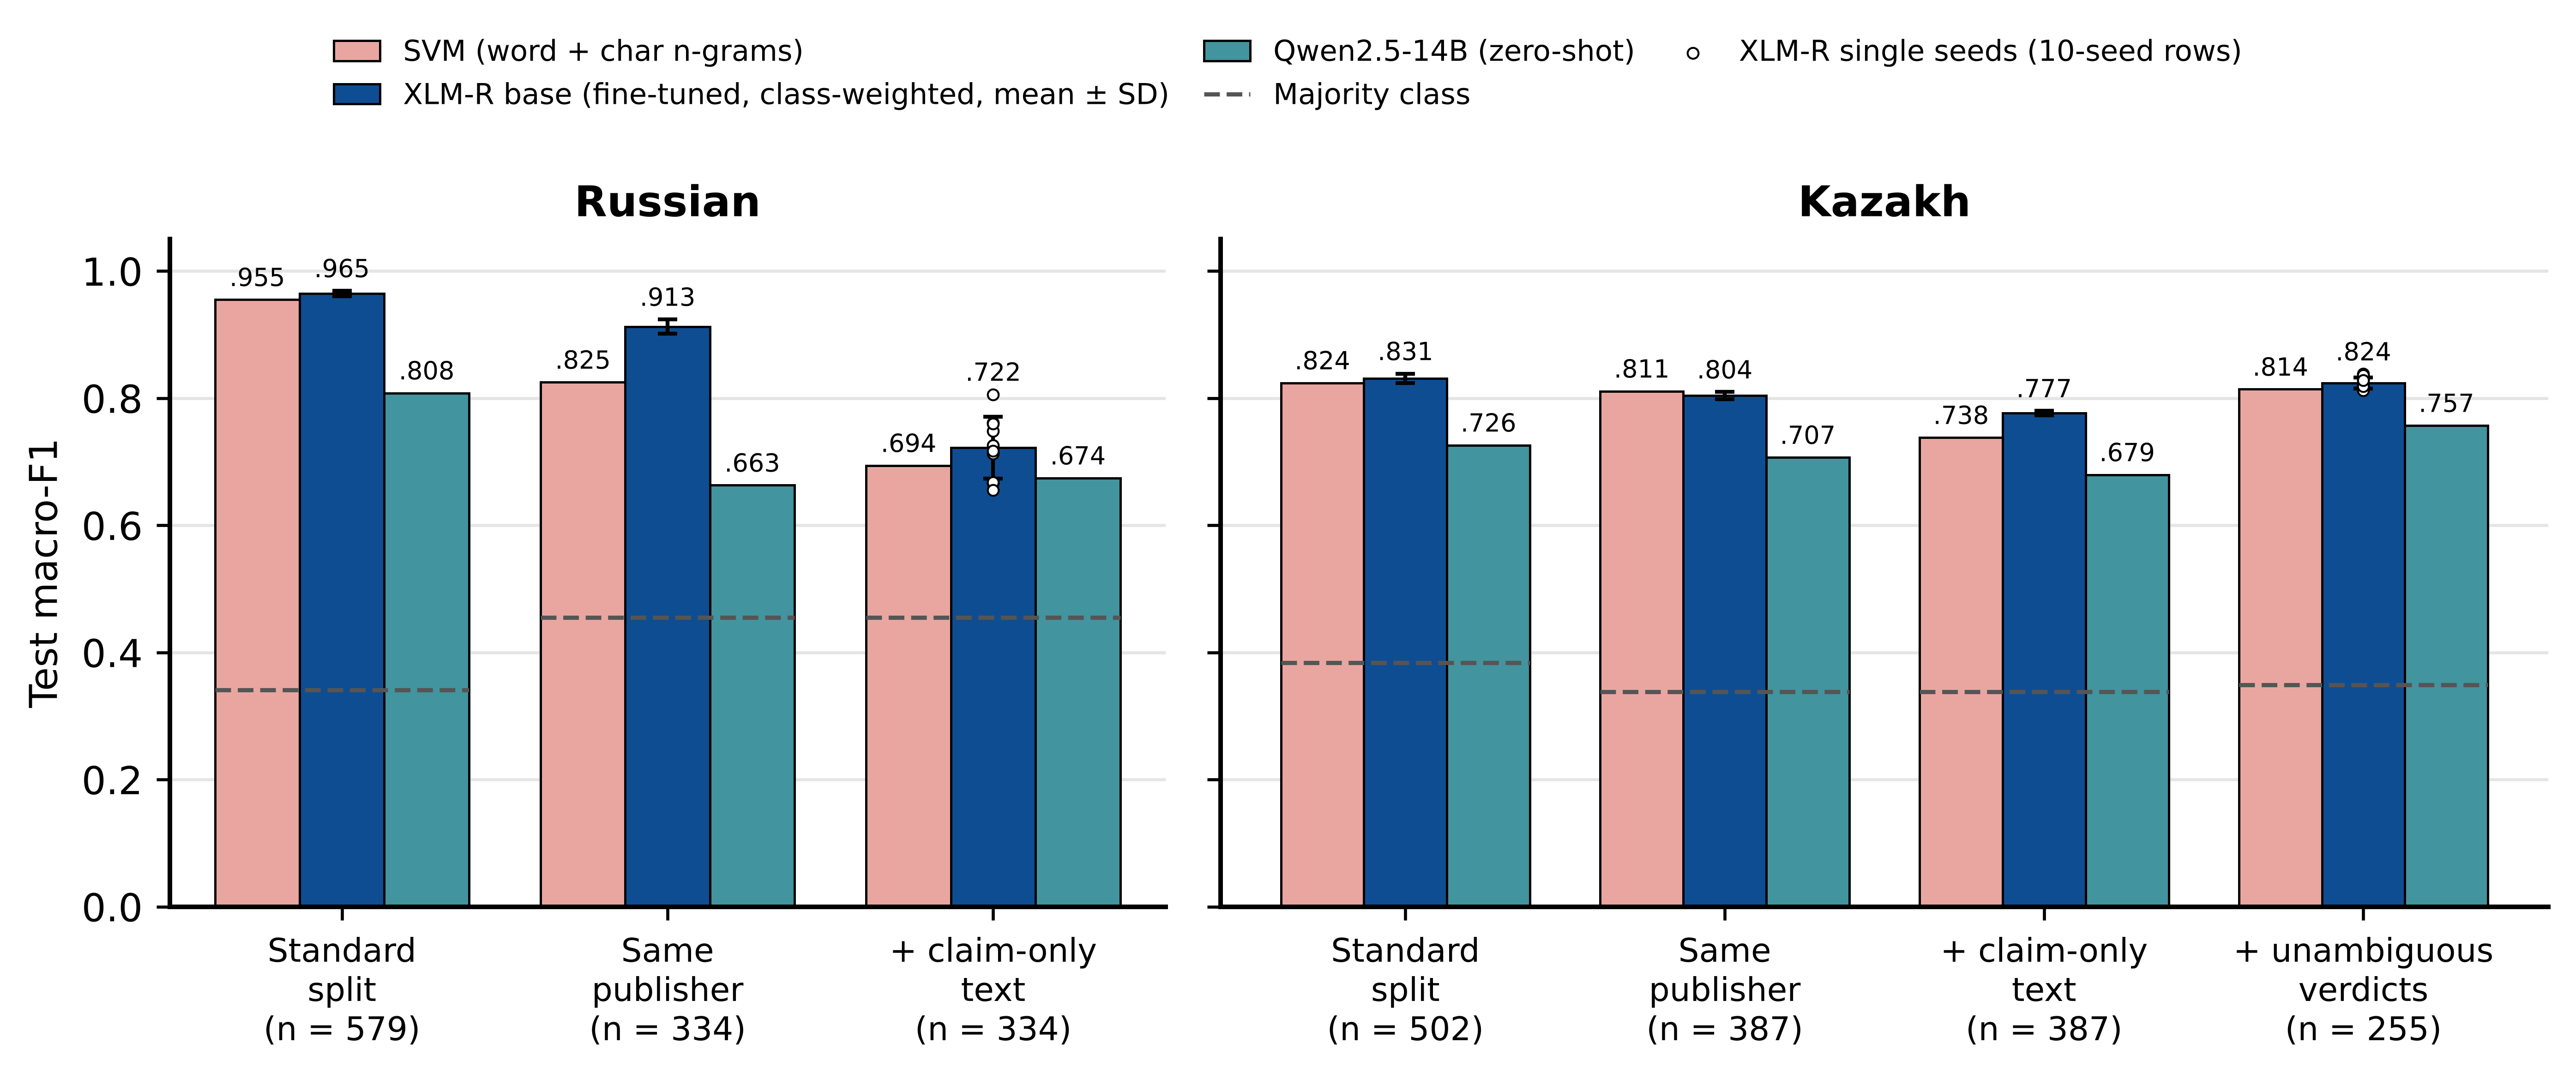 SVM (word + char n-grams)
XLM-R base (fine-tuned, class-weighted, mean ± SD)
Qwen2.5-14B (zero-shot)
Majority class
XLM-R single seeds (10-seed rows)
Russian
Kazakh
Test macro-F1
1.0
0.8
0.6
0.4
0.2
0.0
.955
.965
.808
.825
.913
.663
.694
.722
.674
.824
.831
.726
.811
.804
.707
.738
.777
.679
.814
.824
.757
Standard
split
(n = 579)
Same
publisher
(n = 334)
+ claim-only
text
(n = 334)
Standard
split
(n = 502)
Same
publisher
(n = 387)
+ claim-only
text
(n = 387)
+ unambiguous
verdicts
(n = 255)